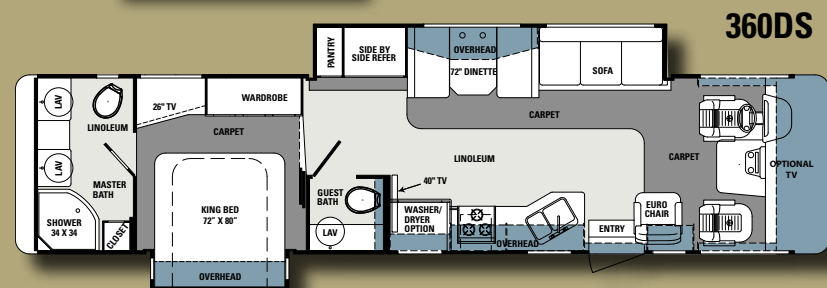 360DS
PANTRY
SIDE BY
SIDE REFER
OVERHEAD
72" DINETTE
SOFA
LAV
LINOLEUM
26" TV
WARDROBE
CARPET
CARPET
LINOLEUM
CARPET
OPTIONAL
TV
LAV
MASTER
BATH
SHOWER
34 X 34
CLOSET
KING BED
72" X 80"
OVERHEAD
GUEST
BATH
LAV
40" TV
WASHER/
DRYER
OPTION
OVERHEAD
ENTRY
EURO
CHAIR